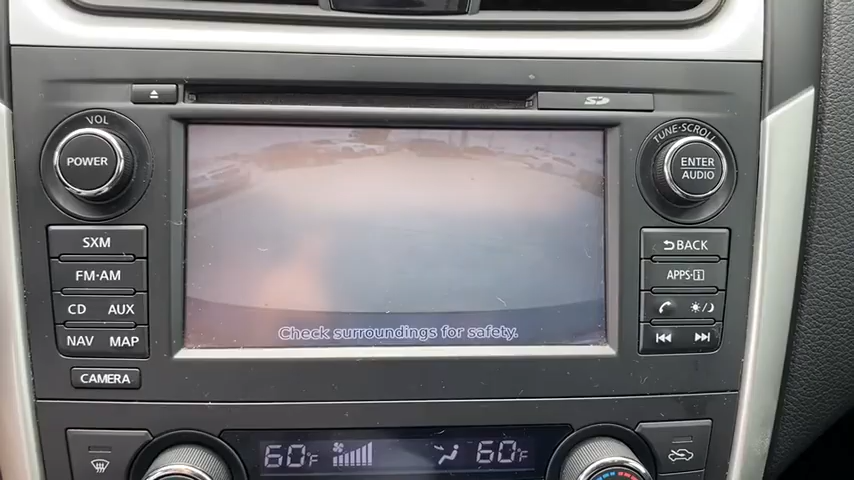 VOL
POWER
SD
TUNE·SCROLL
ENTER
AUDIO
SXM
FM·AM
CD AUX
NAV MAP
CAMERA
BACK
APPS·i
Check surroundings for safety.
60°F
60°F